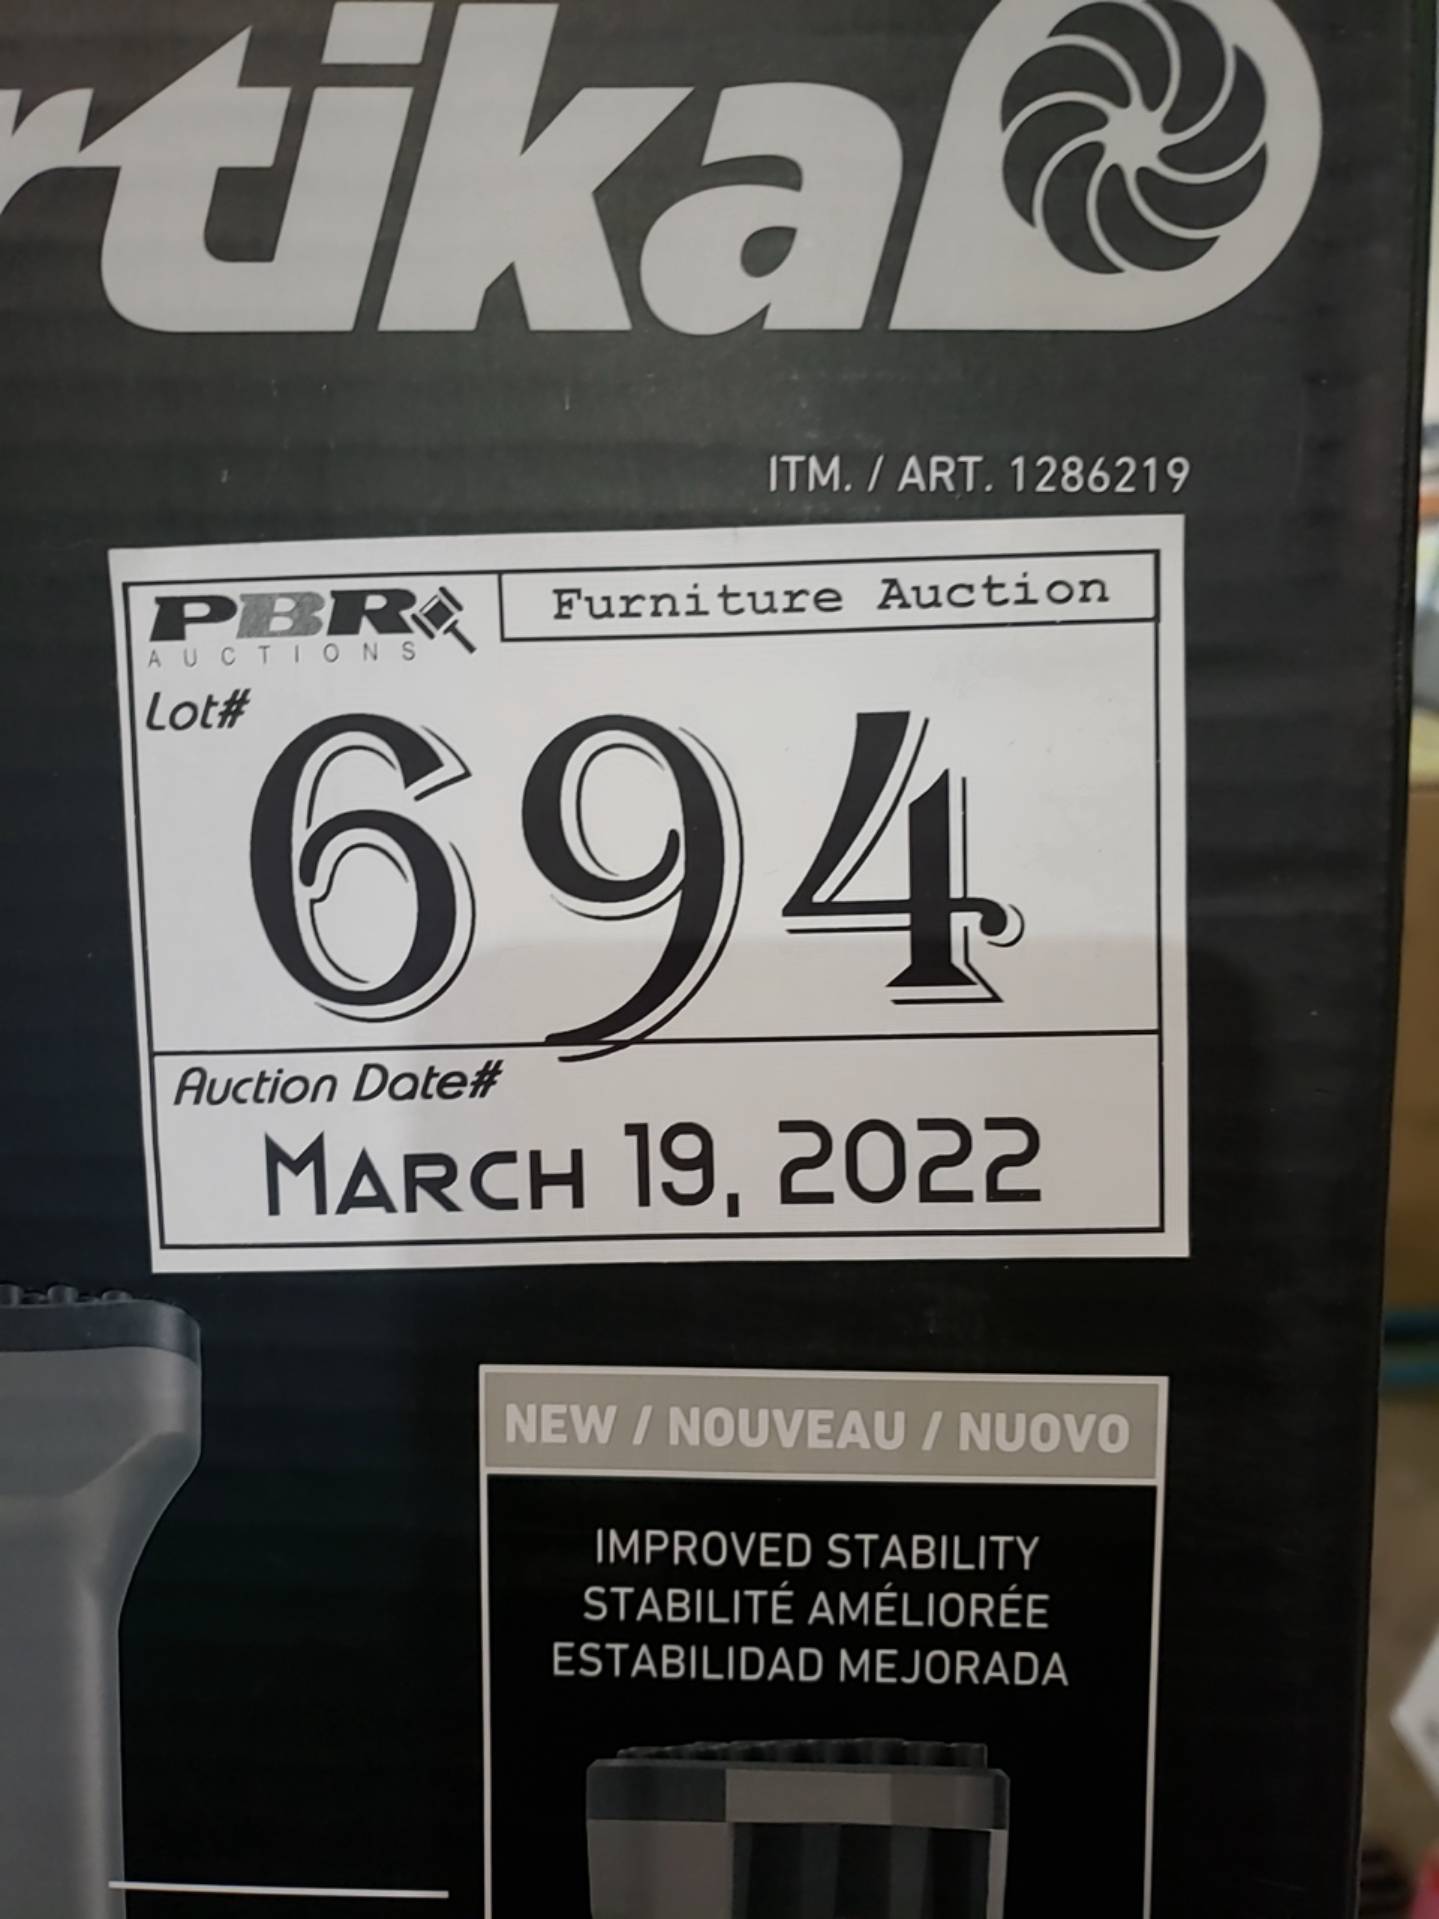 rtika
ITM. / ART. 1286219
PBR
AUCTIONS
Furniture Auction
Lot#
694
Auction Date#
MARCH 19, 2022
NEW / NOUVEAU / NUOVO
IMPROVED STABILITY
STABILITÉ AMÉLIORÉE
ESTABILIDAD MEJORADA